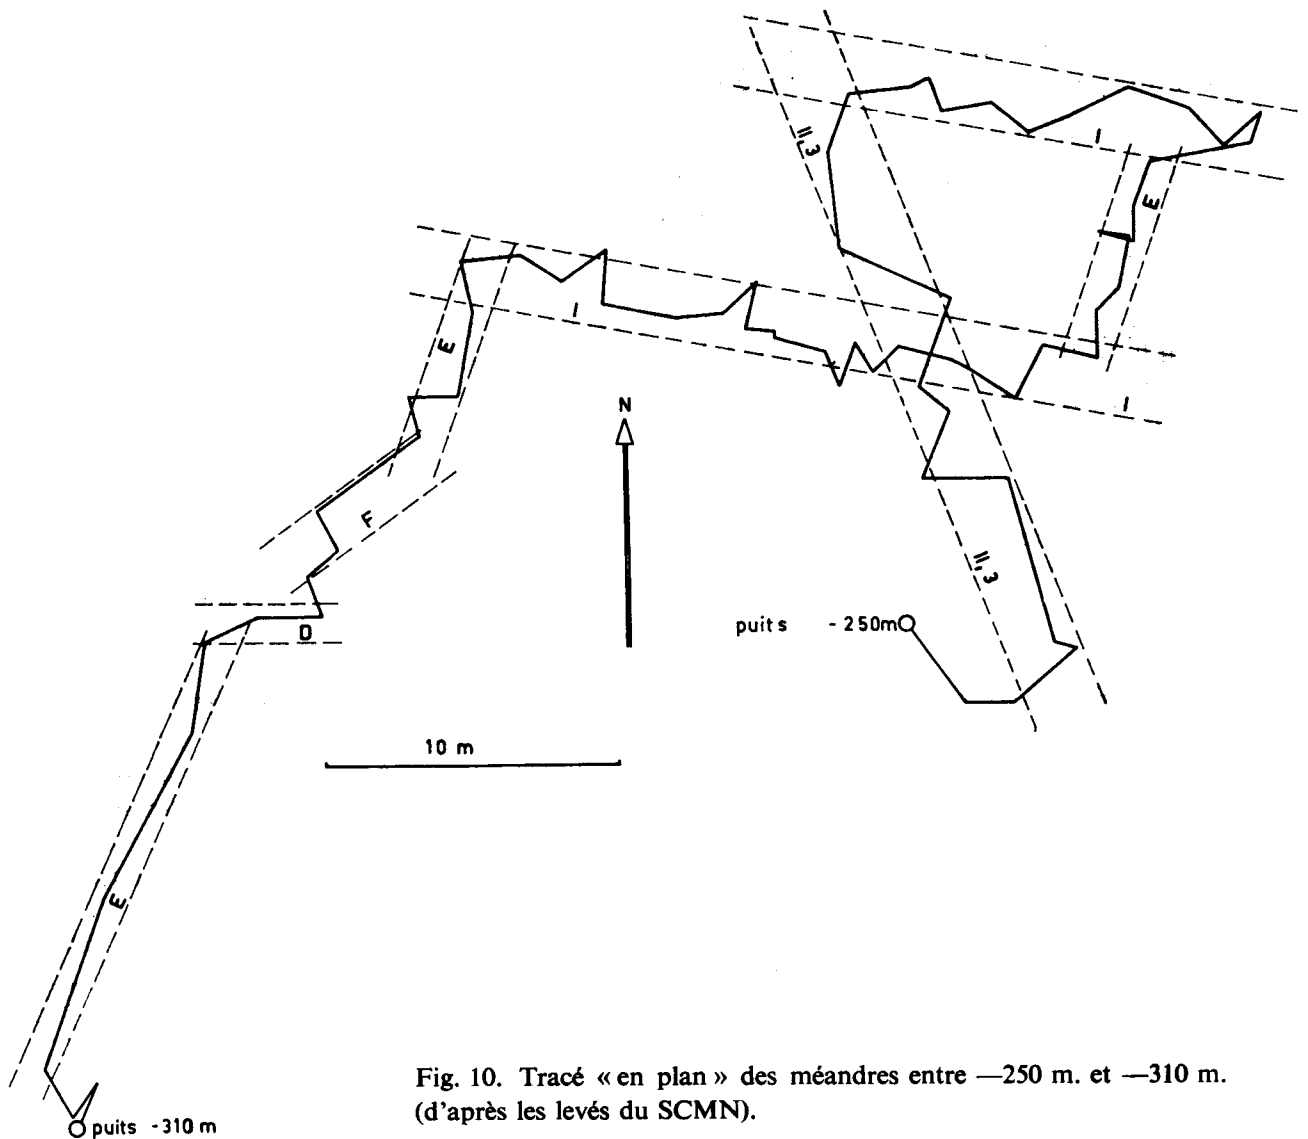 II,3
I
E
I
E
I
N
F
II,3
D
puits - 250m
10 m
E
Fig. 10. Tracé « en plan » des méandres entre —250 m. et —310 m.
(d'après les levés du SCMN).
puits -310 m